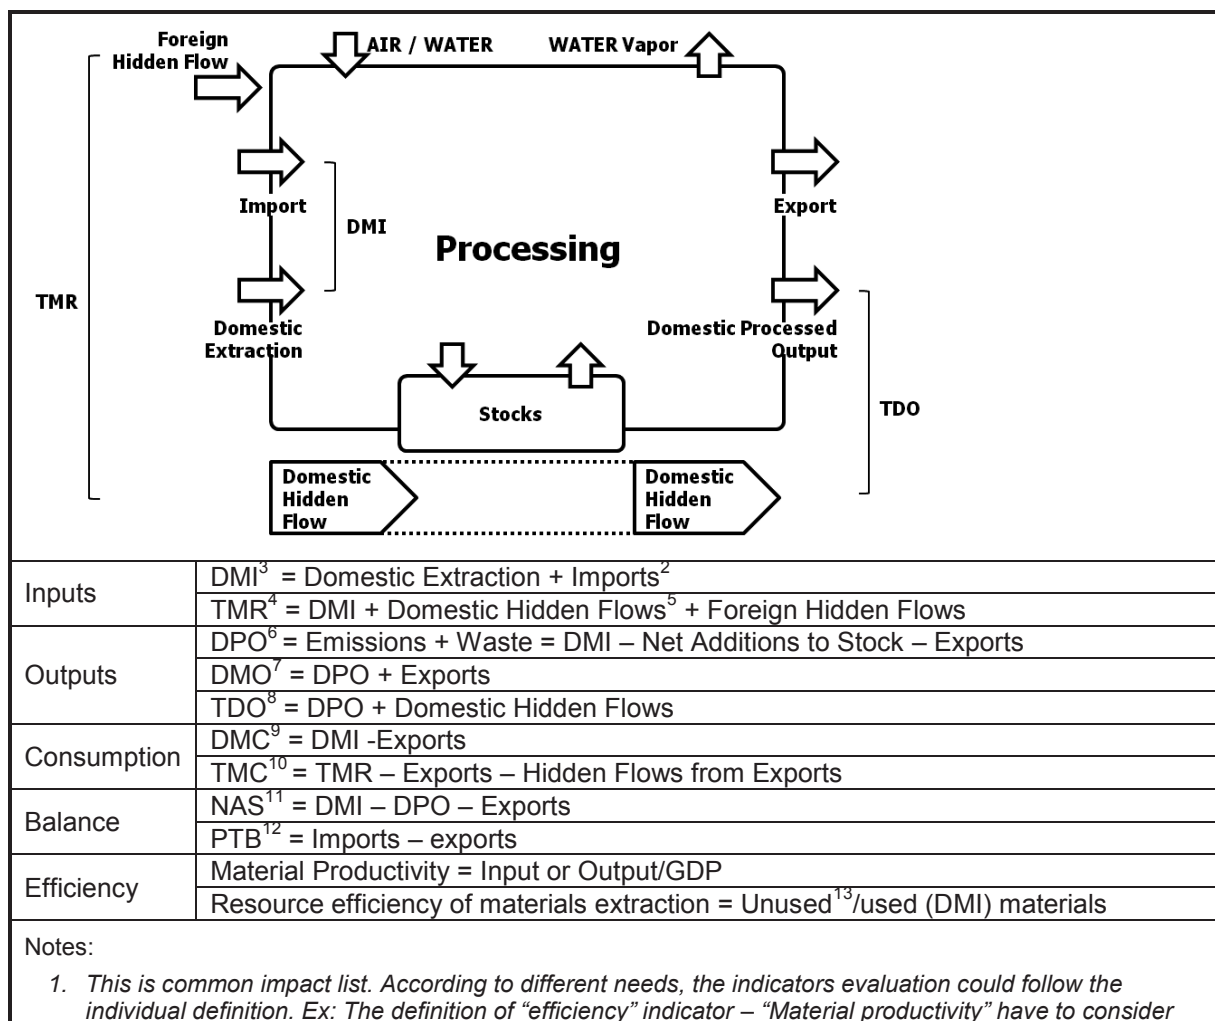 Foreign
Hidden Flow
AIR / WATER
WATER Vapor
Import
DMI
Export
Processing
TMR
Domestic
Extraction
Domestic Processed
Output
Stocks
TDO
Domestic
Hidden
Flow
Domestic
Hidden
Flow
Inputs
DMI3 = Domestic Extraction + Imports2
TMR4 = DMI + Domestic Hidden Flows5 + Foreign Hidden Flows
Outputs
DPO6 = Emissions + Waste = DMI – Net Additions to Stock – Exports
DMO7 = DPO + Exports
TDO8 = DPO + Domestic Hidden Flows
Consumption
DMC9 = DMI -Exports
TMC10 = TMR – Exports – Hidden Flows from Exports
Balance
NAS11 = DMI – DPO – Exports
PTB12 = Imports – exports
Efficiency
Material Productivity = Input or Output/GDP
Resource efficiency of materials extraction = Unused13/used (DMI) materials
Notes:
1. This is common impact list. According to different needs, the indicators evaluation could follow the
individual definition. Ex: The definition of “efficiency” indicator – “Material productivity” have to consider